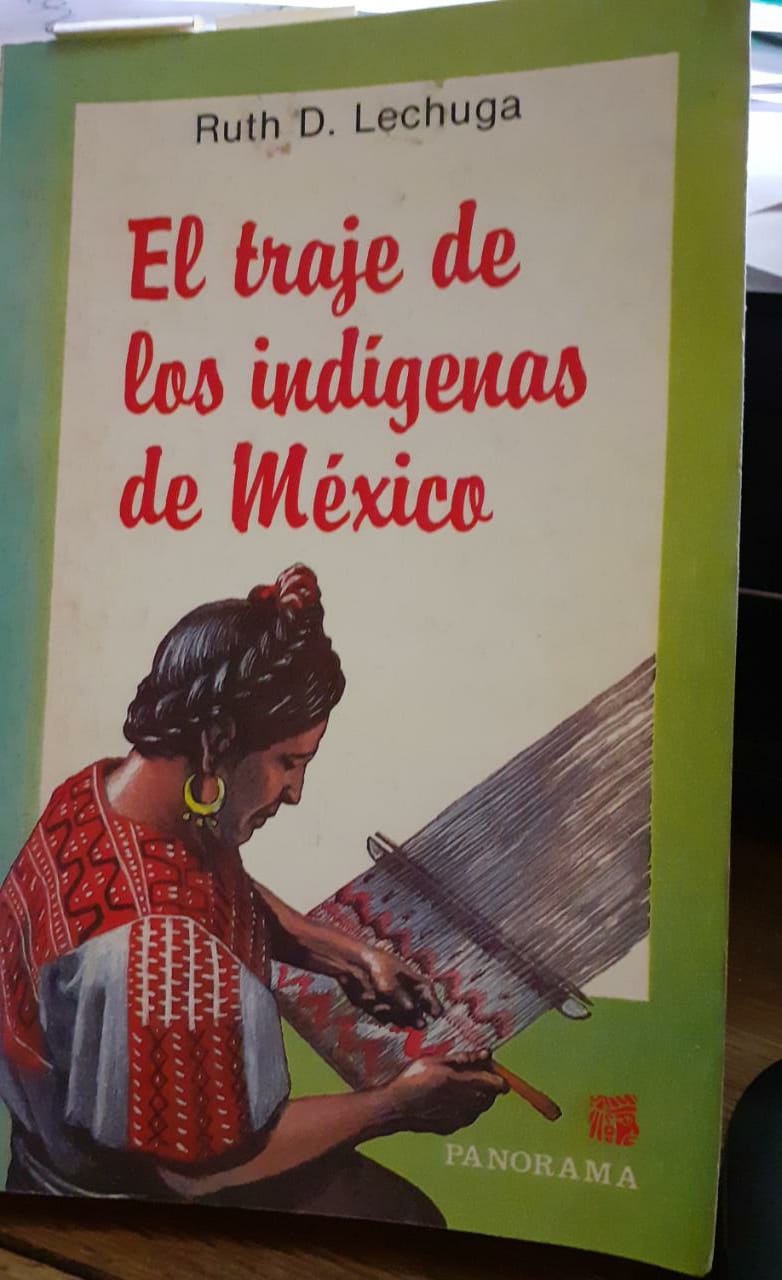 Ruth D. Lechuga
El traje de
los indígenas
de México
PANORAMA